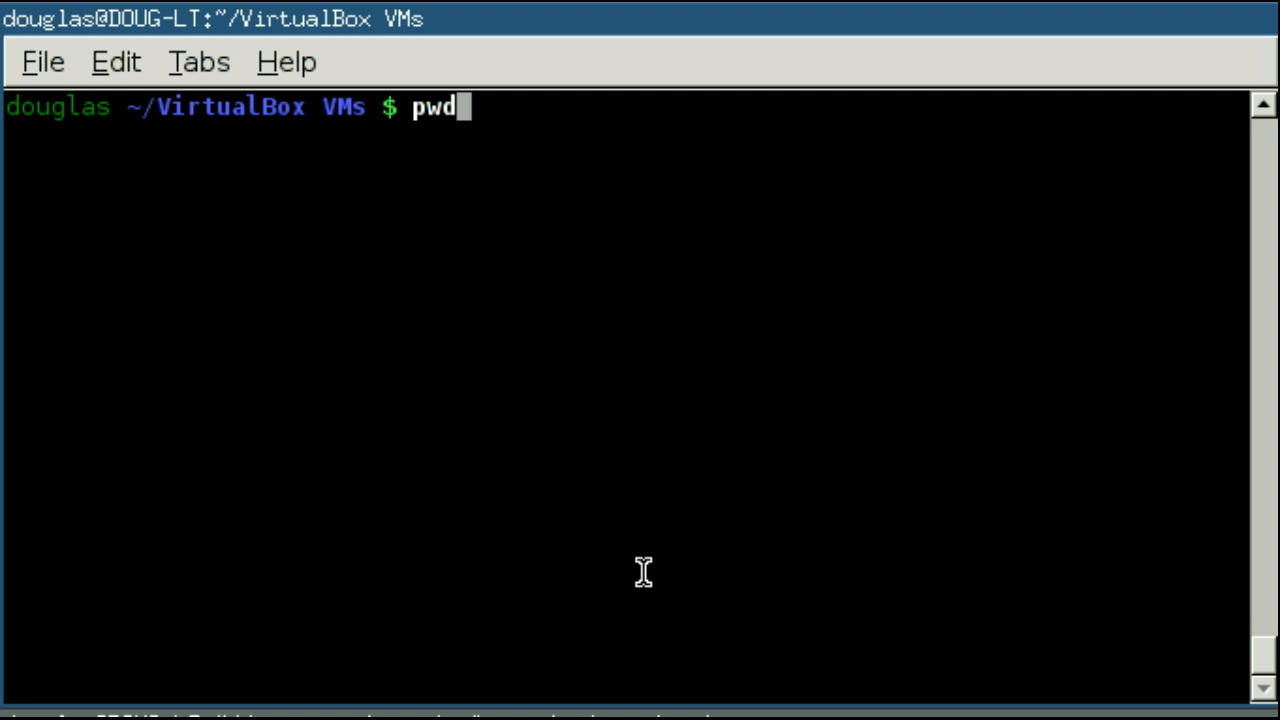 douglas@DOUG-LT:~/VirtualBox VMs
File Edit Tabs Help
douglas ~/VirtualBox VMs $ pwd